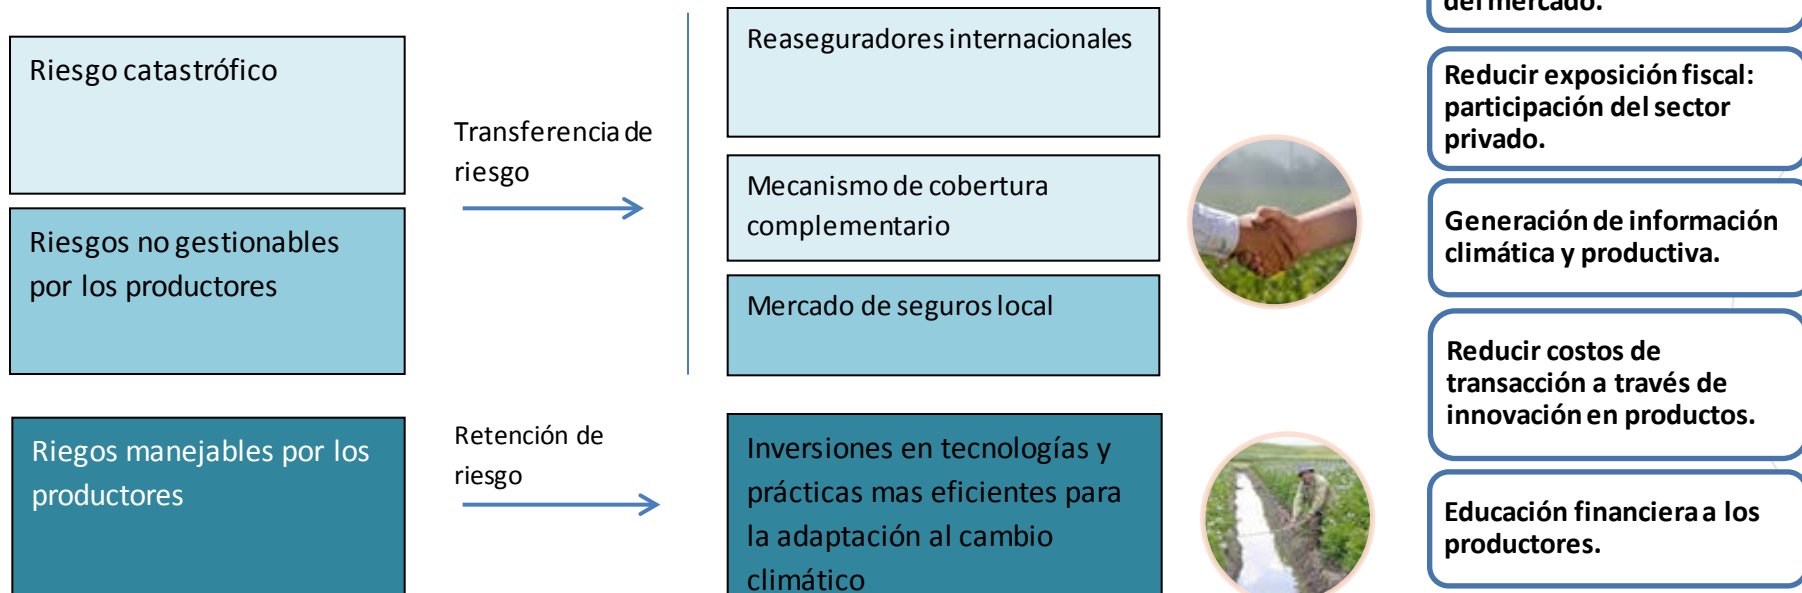 Riesgo catastrófico
Riesgos no gestionables
por los productores
Riegos manejables por los
productores
Transferencia de
riesgo
Retención de
riesgo
Reaseguradores internacionales
Mecanismo de cobertura
complementario
Mercado de seguros local
Inversiones en tecnologías y
prácticas mas eficientes para
la adaptación al cambio
climático
del mercado.
Reducir exposición fiscal:
participación del sector
privado.
Generación de información
climática y productiva.
Reducir costos de
transacción a través de
innovación en productos.
Educación financiera a los
productores.